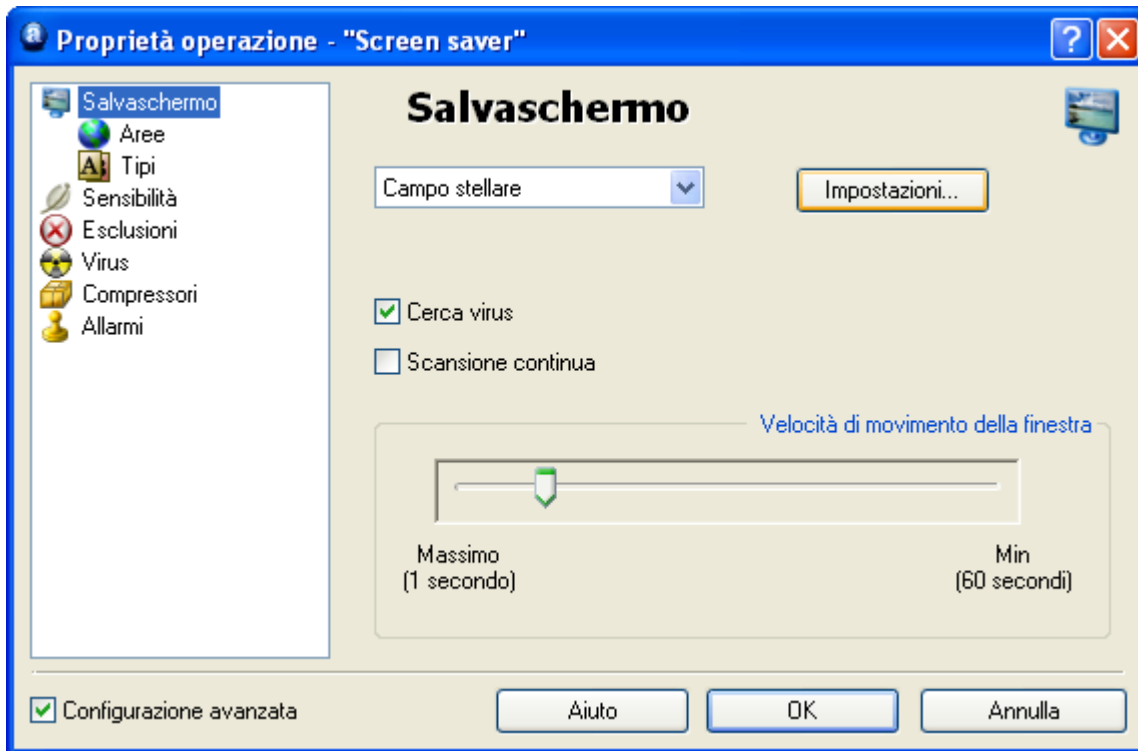 Proprietà operazione - "Screen saver"
Salvaschermo
Aree
Tipi
Sensibilità
Esclusioni
Virus
Compressori
Allarmi
Salvaschermo
Campo stellare
Impostazioni...
Cerca virus
Scansione continua
Velocità di movimento della finestra
Massimo
(1 secondo)
Min
(60 secondi)
Configurazione avanzata
Aiuto
OK
Annulla